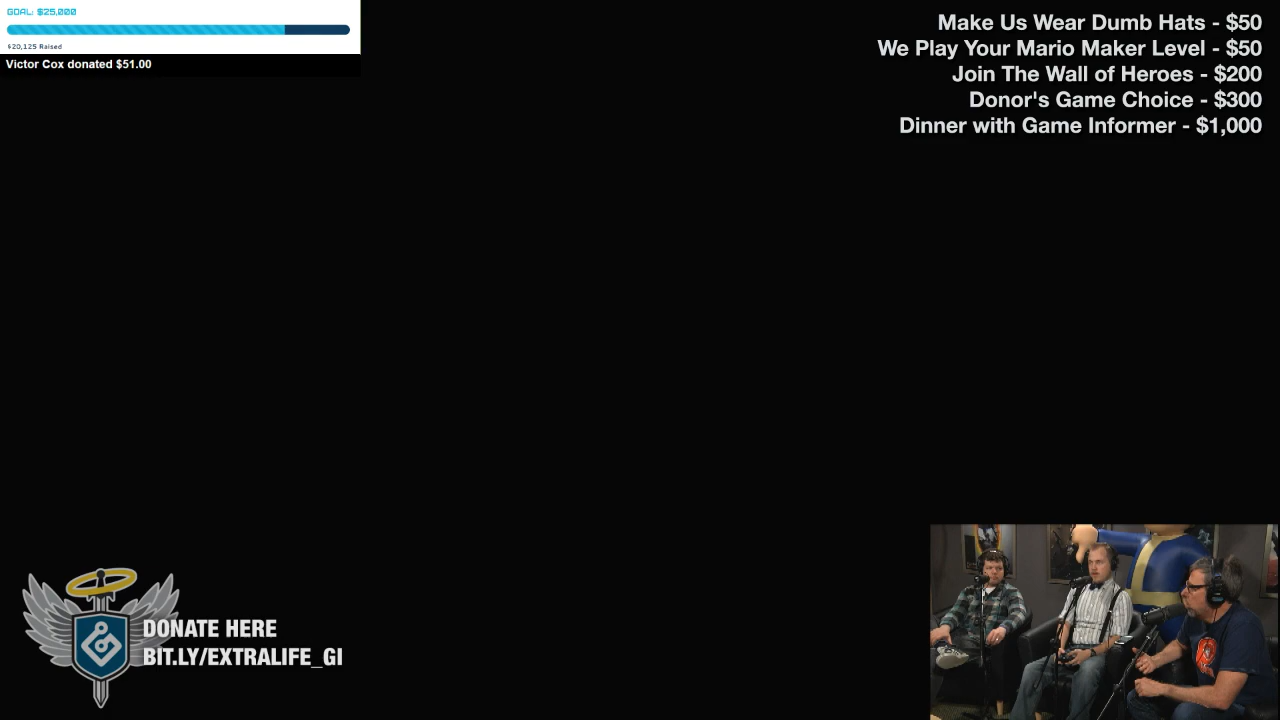 GOAL: $25,000
$20,125 Raised
Victor Cox donated $51.00
Make Us Wear Dumb Hats - $50
We Play Your Mario Maker Level - $50
Join The Wall of Heroes - $200
Donor's Game Choice - $300
Dinner with Game Informer - $1,000
DONATE HERE
BIT.LY/EXTRALIFE_GI